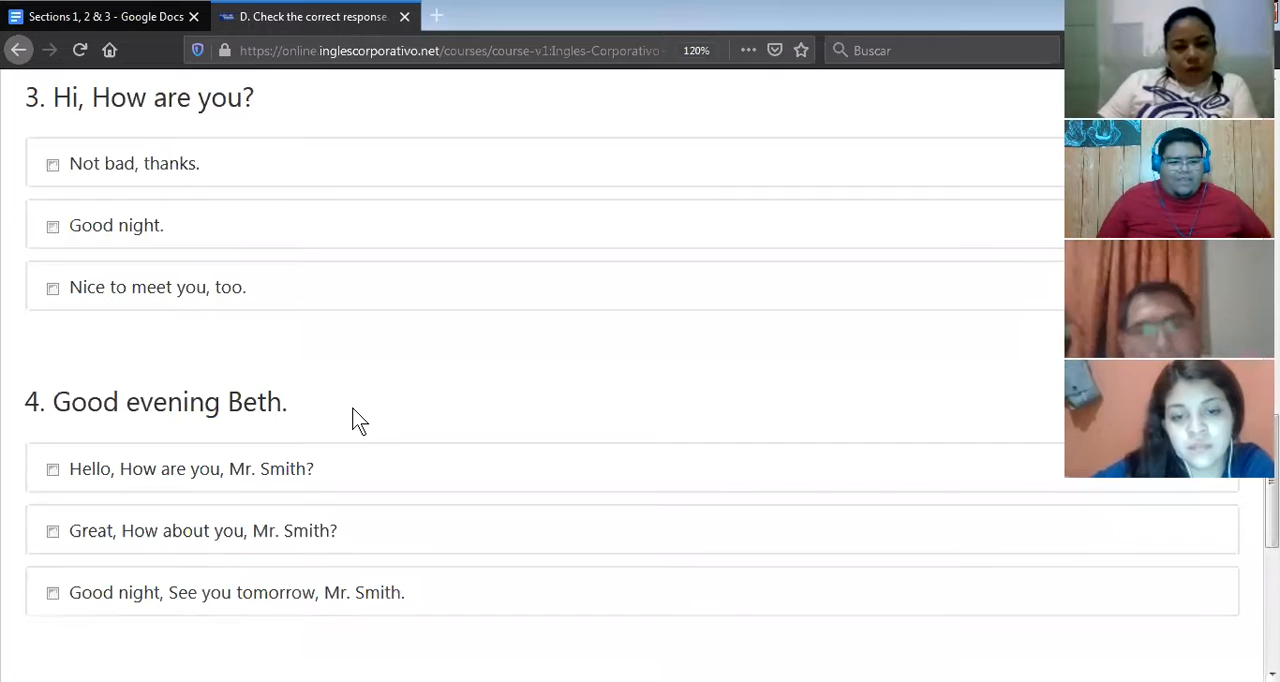 Sections 1, 2 & 3 - Google Docs
D. Check the correct response.
https://online.inglescorporativo.net/courses/course-v1:Ingles-Corporativo
120%
Buscar
3. Hi, How are you?
Not bad, thanks.
Good night.
Nice to meet you, too.
4. Good evening Beth.
Hello, How are you, Mr. Smith?
Great, How about you, Mr. Smith?
Good night, See you tomorrow, Mr. Smith.